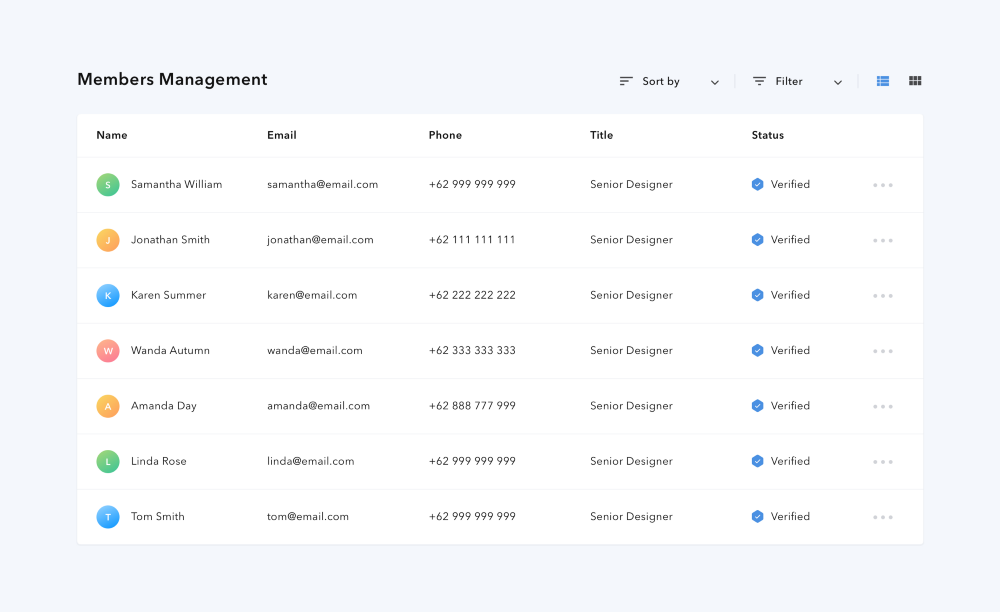 Members Management
Sort by Filter
Name Email Phone Title Status
S Samantha William samantha@email.com +62 999 999 999 Senior Designer Verified
J Jonathan Smith jonathan@email.com +62 111 111 111 Senior Designer Verified
K Karen Summer karen@email.com +62 222 222 222 Senior Designer Verified
W Wanda Autumn wanda@email.com +62 333 333 333 Senior Designer Verified
A Amanda Day amanda@email.com +62 888 777 999 Senior Designer Verified
L Linda Rose linda@email.com +62 999 999 999 Senior Designer Verified
T Tom Smith tom@email.com +62 999 999 999 Senior Designer Verified